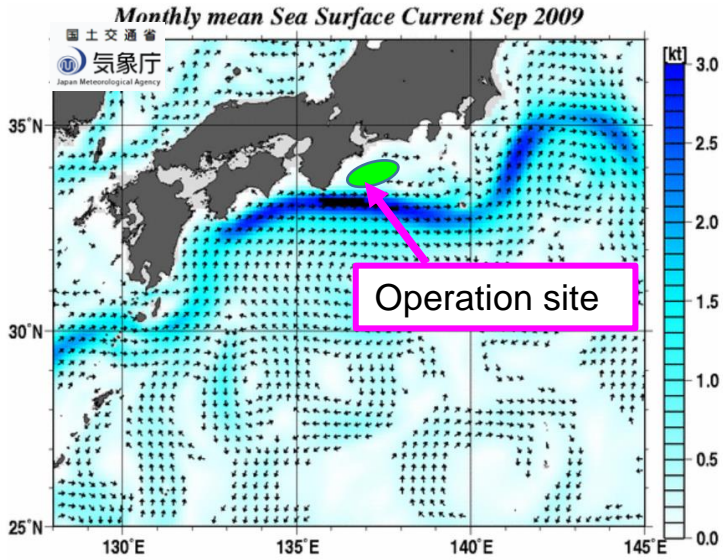 Monthly mean Sea Surface Current Sep 2009
国土交通省
気象庁
Japan Meteorological Agency
[kt]
3.0
2.5
2.0
1.5
1.0
0.5
0.0
35°N
30°N
25°N
130°E
135°E
140°E
145°E
Operation site